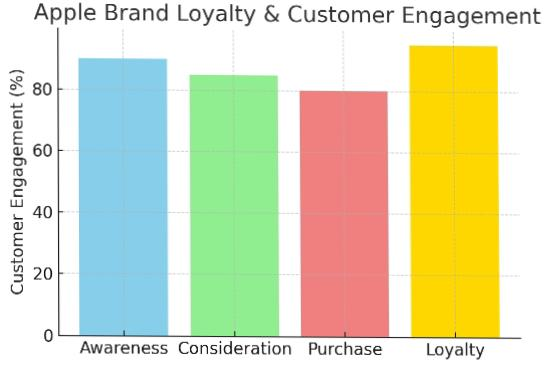 Apple Brand Loyalty & Customer Engagement
Customer Engagement (%)
80
60
40
20
0
Awareness Consideration Purchase Loyalty